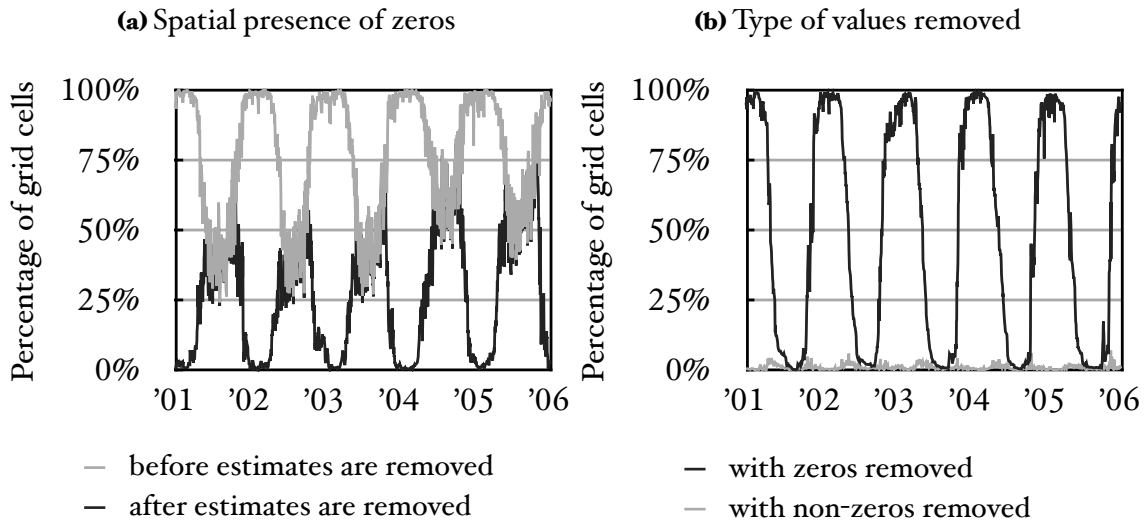 (a) Spatial presence of zeros
Percentage of grid cells
100%
75%
50%
25%
0%
’01 ’02 ’03 ’04 ’05 ’06
before estimates are removed
after estimates are removed
(b) Type of values removed
Percentage of grid cells
100%
75%
50%
25%
0%
’01 ’02 ’03 ’04 ’05 ’06
with zeros removed
with non-zeros removed